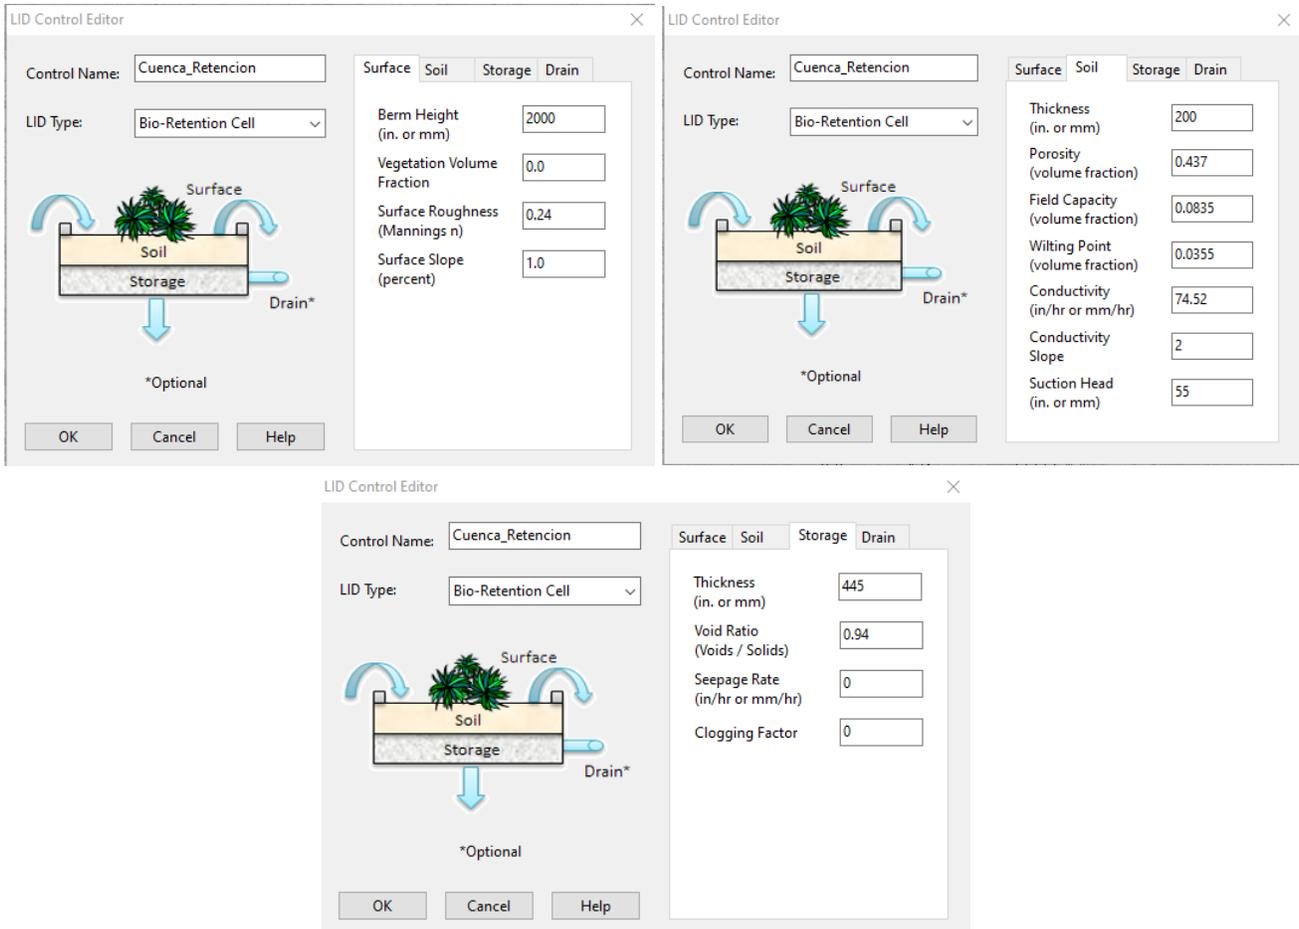 LID Control Editor
Control Name: Cuenca_Retencion
LID Type: Bio-Retention Cell
Surface
Soil
Storage
Drain*
*Optional
OK Cancel Help
Surface Soil Storage Drain
Berm Height
(in. or mm) 2000
Vegetation Volume
Fraction 0.0
Surface Roughness
(Mannings n) 0.24
Surface Slope
(percent) 1.0
LID Control Editor
Control Name: Cuenca_Retencion
LID Type: Bio-Retention Cell
Surface
Soil
Storage
Drain*
*Optional
OK Cancel Help
Surface Soil Storage Drain
Thickness
(in. or mm) 200
Porosity
(volume fraction) 0.437
Field Capacity
(volume fraction) 0.0835
Wilting Point
(volume fraction) 0.0355
Conductivity
(in/hr or mm/hr) 74.52
Conductivity
Slope 2
Suction Head
(in. or mm) 55
LID Control Editor
Control Name: Cuenca_Retencion
LID Type: Bio-Retention Cell
Surface
Soil
Storage
Drain*
*Optional
OK Cancel Help
Surface Soil Storage Drain
Thickness
(in. or mm) 445
Void Ratio
(Voids / Solids) 0.94
Seepage Rate
(in/hr or mm/hr) 0
Clogging Factor 0